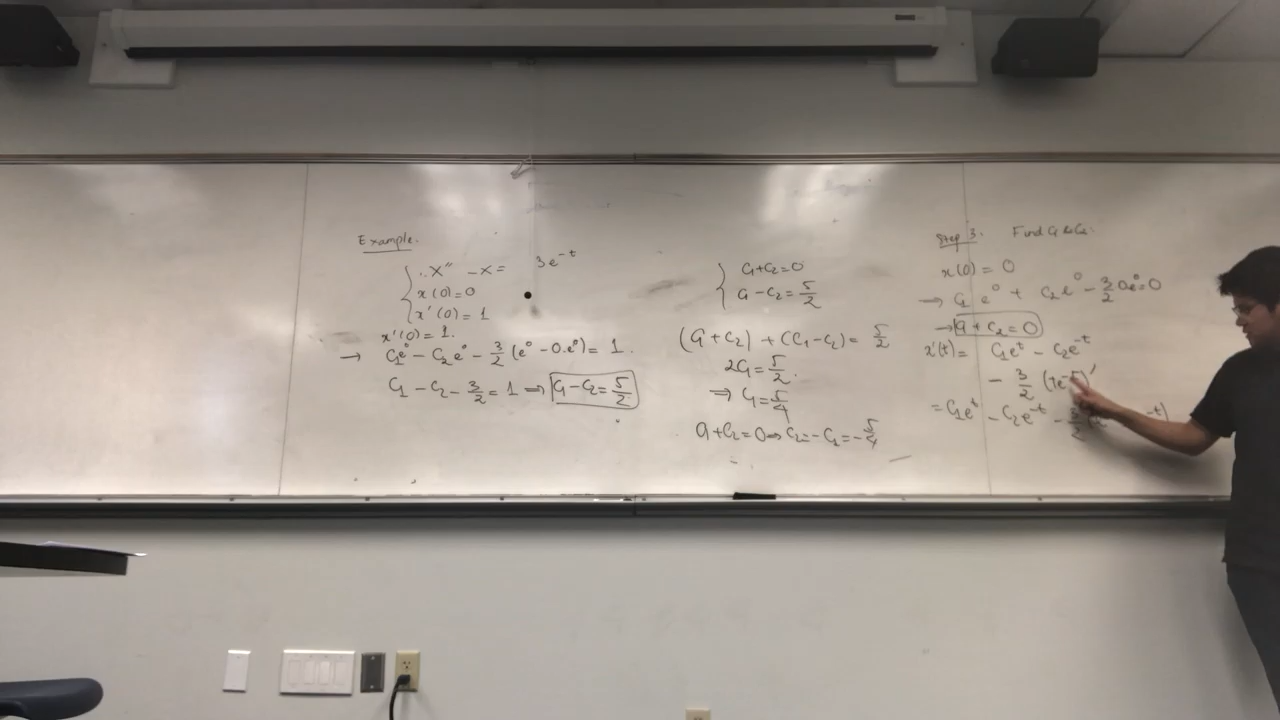 Example:
x'' - x = 3e^{-t}
x(0) = 0
x'(0) = 1
x'(0) = 1.
→ C₁e⁰ - C₂e⁰ - 3/2 (e⁰ - 0.e⁰) = 1.
C₁ - C₂ - 3/2 = 1 ⇒ C₁ - C₂ = 5/2
C₁ + C₂ = 0
C₁ - C₂ = 5/2
(C₁ + C₂) + (C₁ - C₂) = 5/2
2C₁ = 5/2.
⇒ C₁ = 5/4
C₁ + C₂ = 0 ⇒ C₂ = - C₁ = - 5/4
Step 3. Find C₁ & C₂:
x(0) = 0
→ C₁ e⁰ + C₂ e⁰ - 3/2 0e⁰ = 0
→ C₁ + C₂ = 0
x'(t) = C₁e^t - C₂e^{-t}
- 3/2 (te^{-t})'
= C₁e^t - C₂e^{-t} - 3/2 (